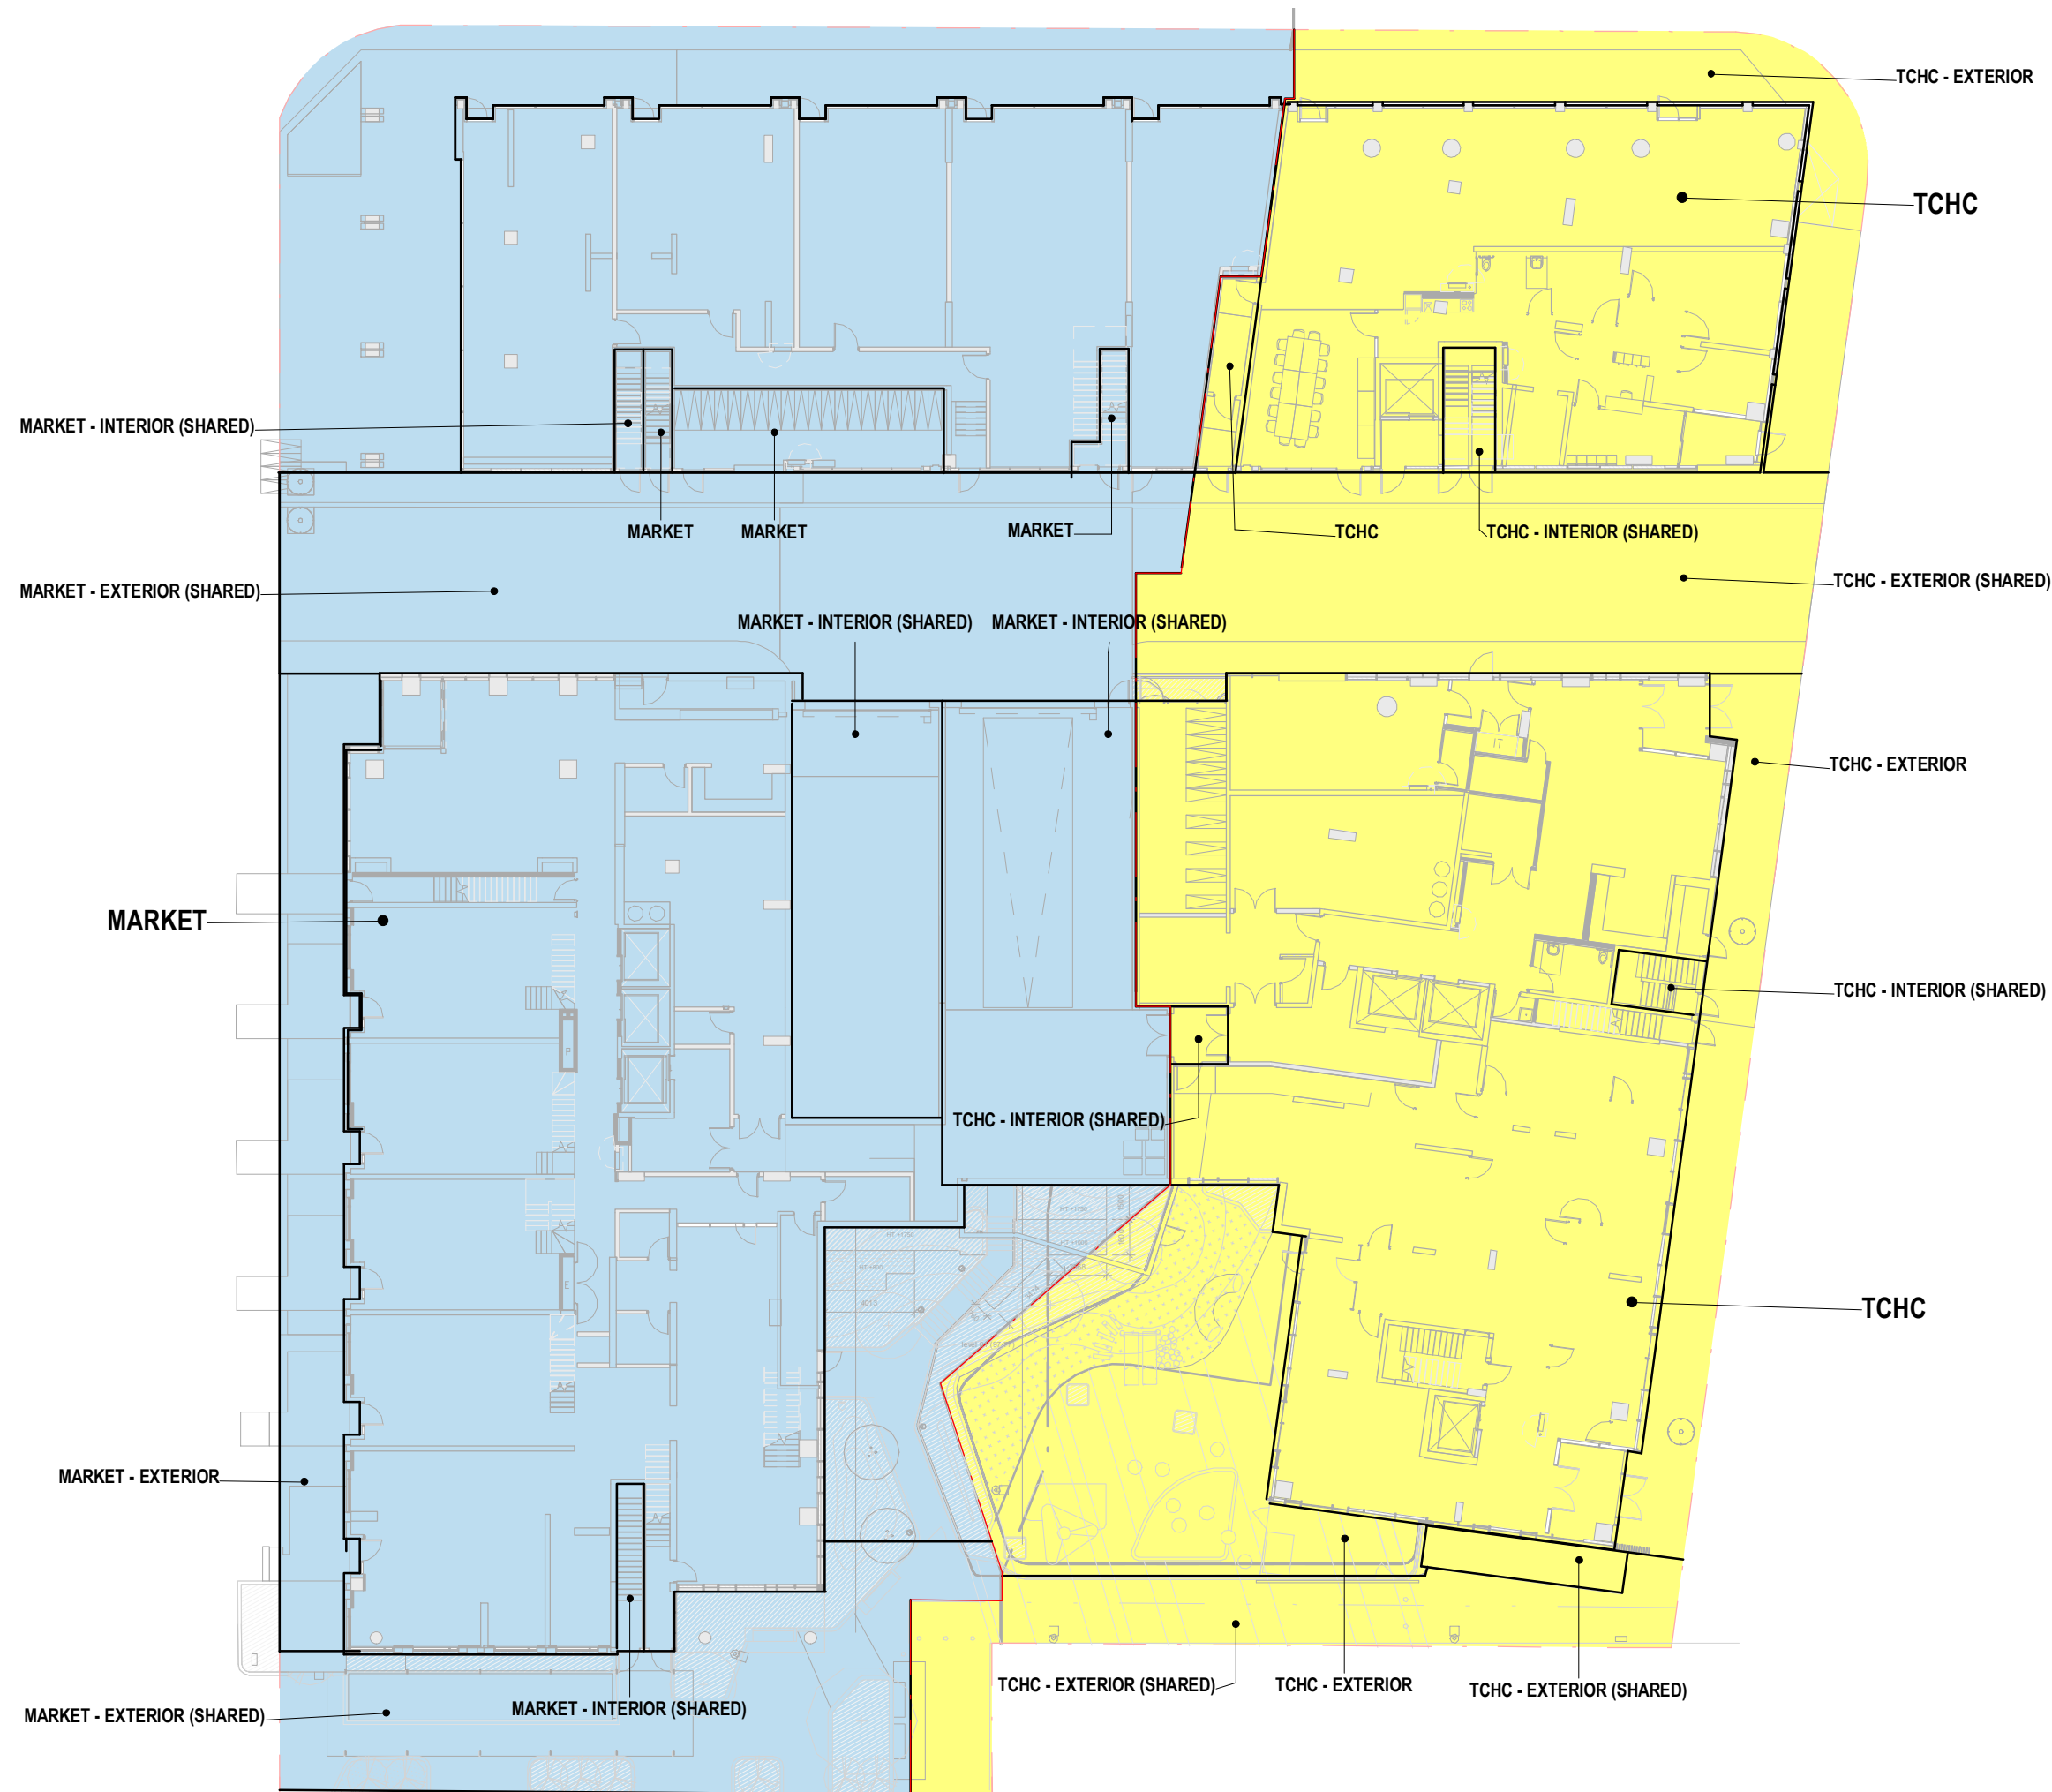 TCHC - EXTERIOR
TCHC
MARKET - INTERIOR (SHARED)
MARKET
MARKET
MARKET
TCHC
TCHC - INTERIOR (SHARED)
MARKET - EXTERIOR (SHARED)
TCHC - EXTERIOR (SHARED)
MARKET - INTERIOR (SHARED)
MARKET - INTERIOR (SHARED)
IT
TCHC - EXTERIOR
MARKET
TCHC - INTERIOR (SHARED)
P
TCHC - INTERIOR (SHARED)
E
TCHC
MARKET - EXTERIOR
TCHC - EXTERIOR (SHARED)
TCHC - EXTERIOR
TCHC - EXTERIOR (SHARED)
MARKET - INTERIOR (SHARED)
MARKET - EXTERIOR (SHARED)